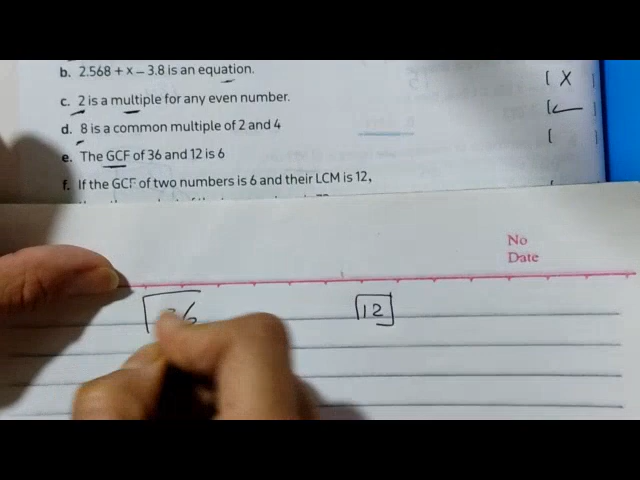 b. 2.568 + x – 3.8 is an equation. [ X ]
c. 2 is a multiple for any even number. [ ✓ ]
d. 8 is a common multiple of 2 and 4 [ ]
e. The GCF of 36 and 12 is 6
f. If the GCF of two numbers is 6 and their LCM is 12,
No
Date
36 12